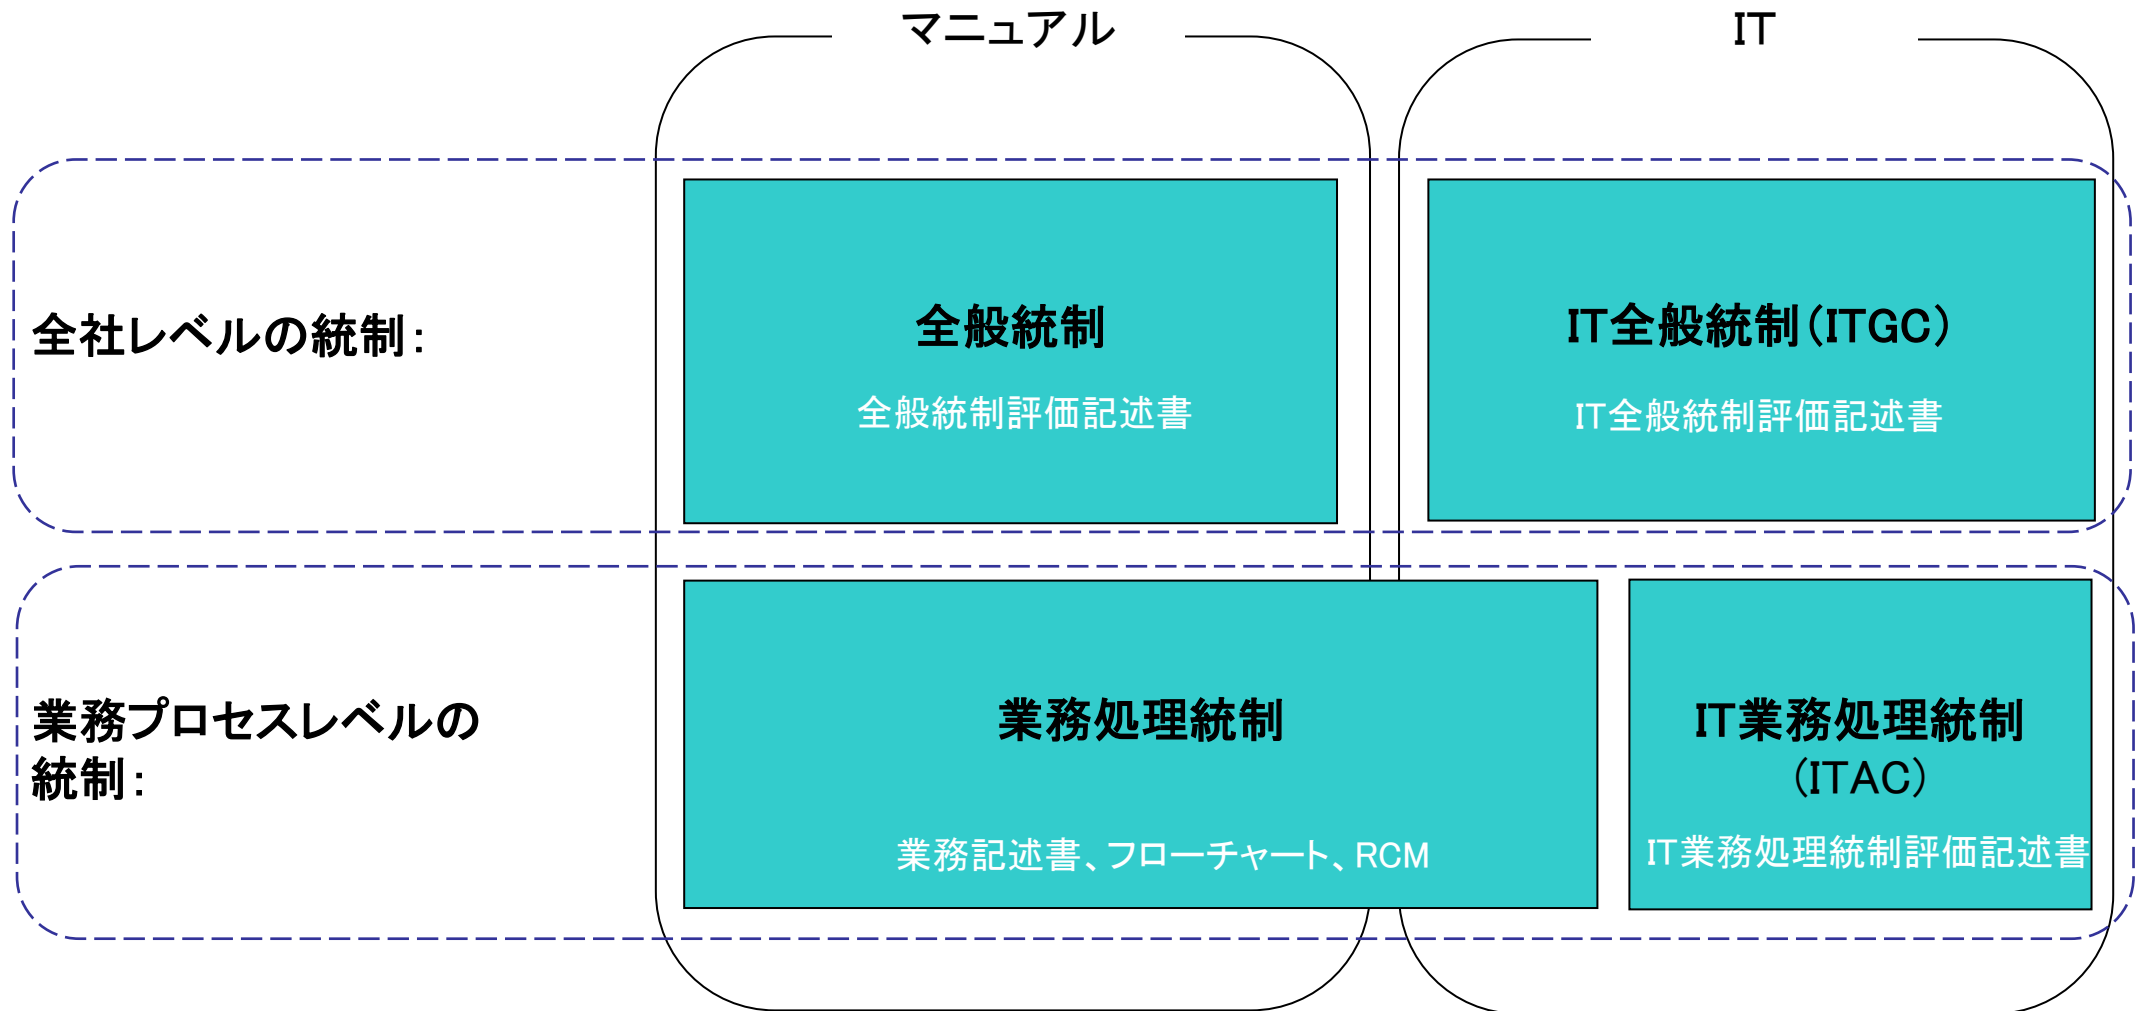 マニュアル
IT
全社レベルの統制：
全般統制
全般統制評価記述書
IT全般統制（ITGC）
IT全般統制評価記述書
業務プロセスレベルの
統制：
業務処理統制
業務記述書、フローチャート、RCM
IT業務処理統制
（ITAC）
IT業務処理統制評価記述書